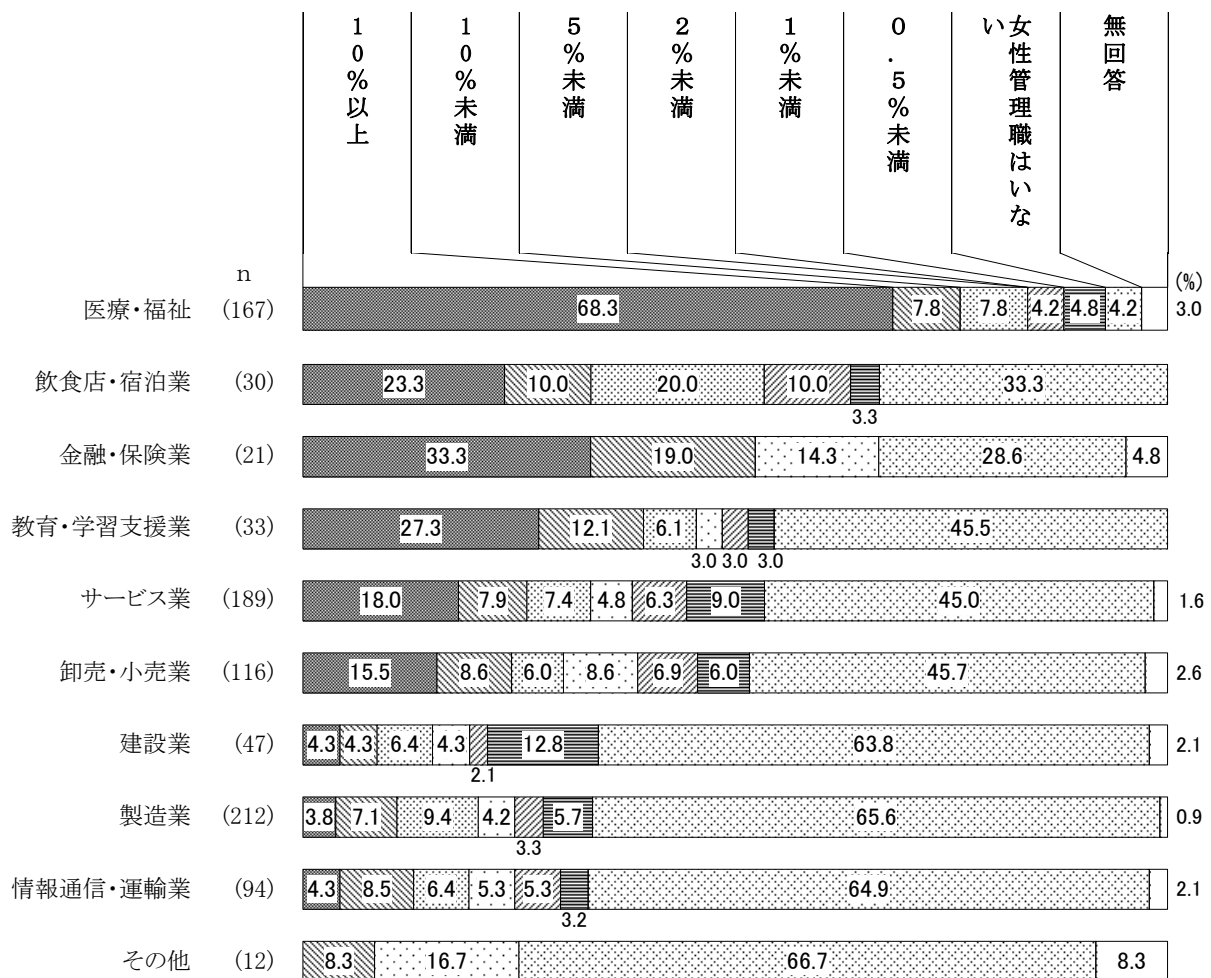 10%以上
10%未満
5%未満
2%未満
1%未満
0.5%未満
女性管理職はいない
無回答
n
(%)
医療・福祉 (167) 68.3 7.8 7.8 4.2 4.8 4.2 3.0
飲食店・宿泊業 (30) 23.3 10.0 20.0 10.0 33.3
3.3
金融・保険業 (21) 33.3 19.0 14.3 28.6 4.8
教育・学習支援業 (33) 27.3 12.1 6.1 45.5
3.0 3.0 3.0
サービス業 (189) 18.0 7.9 7.4 4.8 6.3 9.0 45.0 1.6
卸売・小売業 (116) 15.5 8.6 6.0 8.6 6.9 6.0 45.7 2.6
建設業 (47) 4.3 4.3 6.4 4.3 12.8 63.8 2.1
2.1
製造業 (212) 3.8 7.1 9.4 4.2 5.7 65.6 0.9
3.3
情報通信・運輸業 (94) 4.3 8.5 6.4 5.3 5.3 64.9 2.1
3.2
その他 (12) 8.3 16.7 66.7 8.3